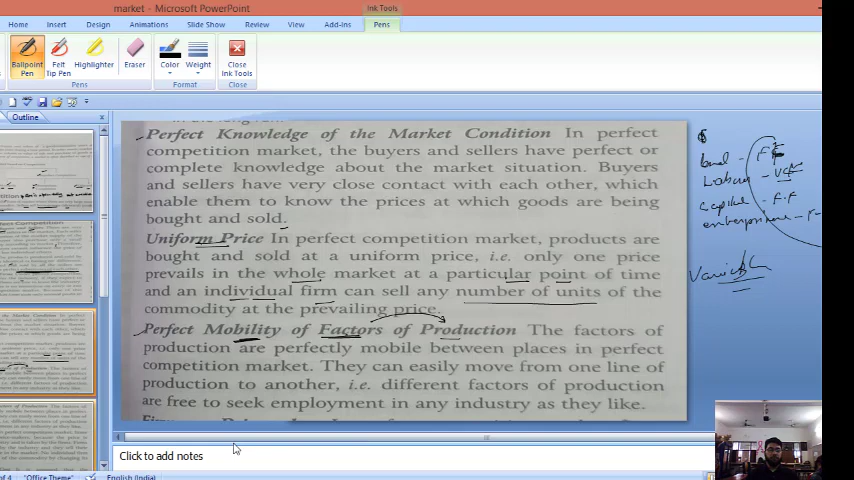 market - Microsoft PowerPoint
Ink Tools
Home Insert Design Animations Slide Show Review View Add-Ins Pens
Ballpoint Pen Felt Tip Pen Highlighter Eraser Color Weight Close Ink Tools
Pens Format Close
Outline
Perfect Knowledge of the Market Condition In perfect
competition market, the buyers and sellers have perfect or
complete knowledge about the market situation. Buyers
and sellers have very close contact with each other, which
enable them to know the prices at which goods are being
bought and sold.
Uniform Price In perfect competition market, products are
bought and sold at a uniform price, i.e. only one price
prevails in the whole market at a particular point of time
and an individual firm can sell any number of units of the
commodity at the prevailing price.
Perfect Mobility of Factors of Production The factors of
production are perfectly mobile between places in perfect
competition market. They can easily move from one line of
production to another, i.e. different factors of production
are free to seek employment in any industry as they like.
Labour -
Capital - F.F
Click to add notes
of 4 "Office Theme" English (India)